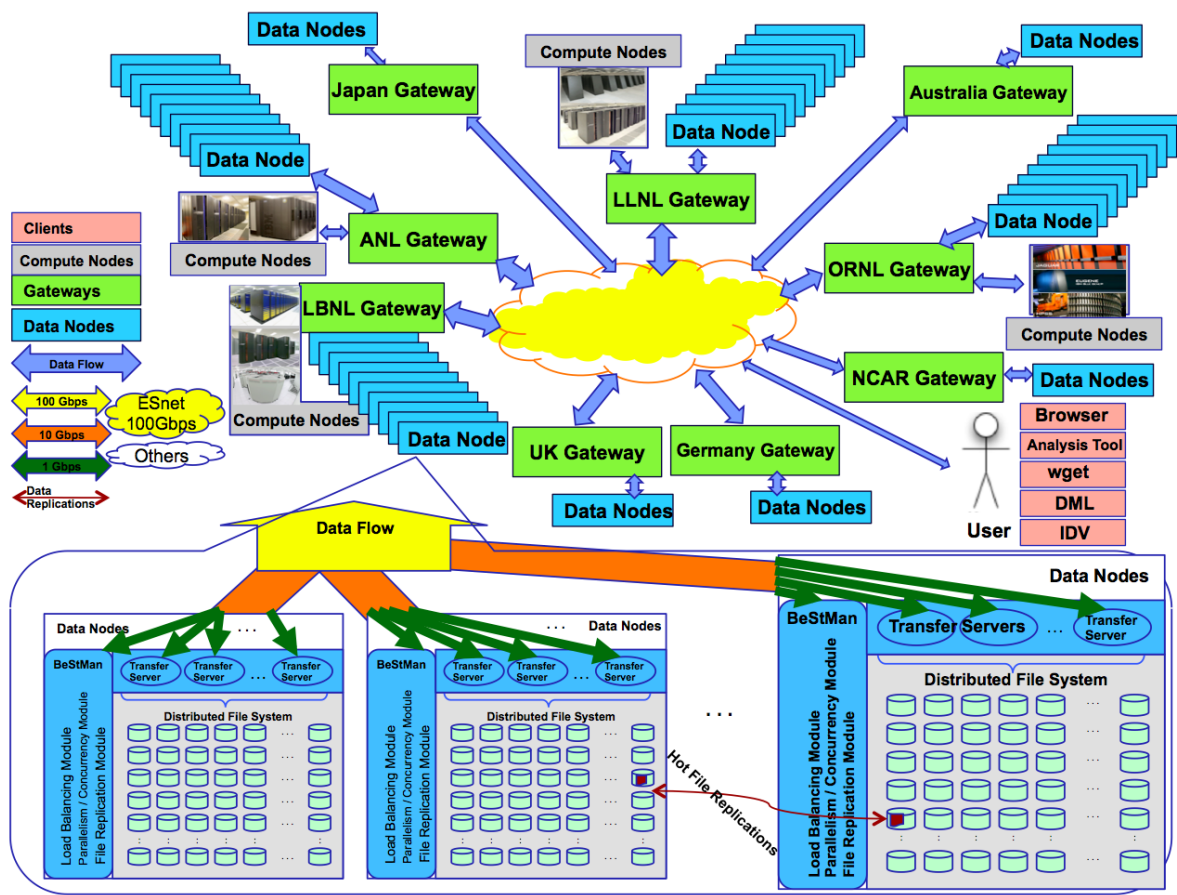 Data Nodes
Japan Gateway
Compute Nodes
Data Node
LLNL Gateway
Data Nodes
Australia Gateway
Data Node
ANL Gateway
Compute Nodes
Data Node
ORNL Gateway
JAGUAR
EUGENE
Compute Nodes
LBNL Gateway
Compute Nodes
Data Node
NCAR Gateway
Data Nodes
UK Gateway
Data Nodes
Germany Gateway
Data Nodes
User
Browser
Analysis Tool
wget
DML
IDV
Clients
Compute Nodes
Gateways
Data Nodes
Data Flow
100 Gbps
ESnet
100Gbps
10 Gbps
Others
1 Gbps
Data
Replications
Data Flow
Data Nodes
...
BeStMan
Load Balancing Module
Parallelism / Concurrency Module
File Replication Module
Transfer
Server
Transfer
Server
...
Transfer
Server
Distributed File System
... Data Nodes
BeStMan
Load Balancing Module
Parallelism / Concurrency Module
File Replication Module
Transfer
Server
Transfer
Server
...
Transfer
Server
Distributed File System
...
Hot File Replications
Data Nodes
BeStMan
Load Balancing Module
Parallelism / Concurrency Module
File Replication Module
Transfer Servers
...
Transfer
Server
Distributed File System